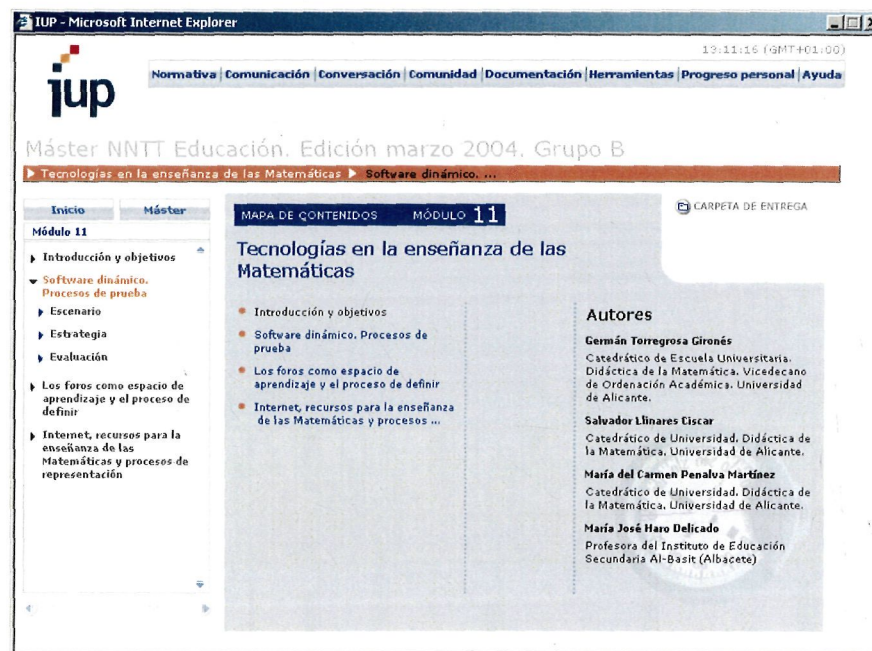 IUP - Microsoft Internet Explorer
13:11:16 (GMT+01:00)
iup
Normativa | Comunicación | Conversación | Comunidad | Documentación | Herramientas | Progreso personal | Ayuda
Máster NNTT Educación. Edición marzo 2004. Grupo B
Tecnologías en la enseñanza de las Matemáticas Software dinámico. ...
Inicio Máster
Módulo 11
Introducción y objetivos
Software dinámico.
Procesos de prueba
Escenario
Estrategia
Evaluación
Los foros como espacio de
aprendizaje y el proceso de
definir
Internet, recursos para la
enseñanza de las
Matemáticas y procesos de
representación
MAPA DE CONTENIDOS MÓDULO 11
Tecnologías en la enseñanza de las
Matemáticas
Introducción y objetivos
Software dinámico. Procesos de
prueba
Los foros como espacio de
aprendizaje y el proceso de definir
Internet, recursos para la enseñanza
de las Matemáticas y procesos ...
CARPETA DE ENTREGA
Autores
Germán Torregrosa Gironés
Catedrático de Escuela Universitaria.
Didáctica de la Matemática. Vicedecano
de Ordenación Académica. Universidad
de Alicante.
Salvador Llinares Ciscar
Catedrático de Universidad. Didáctica de
la Matemática. Universidad de Alicante.
María del Carmen Penalva Martínez
Catedrático de Universidad. Didáctica de
la Matemática. Universidad de Alicante.
María José Haro Delicado
Profesora del Instituto de Educación
Secundaria Al-Basit (Albacete)